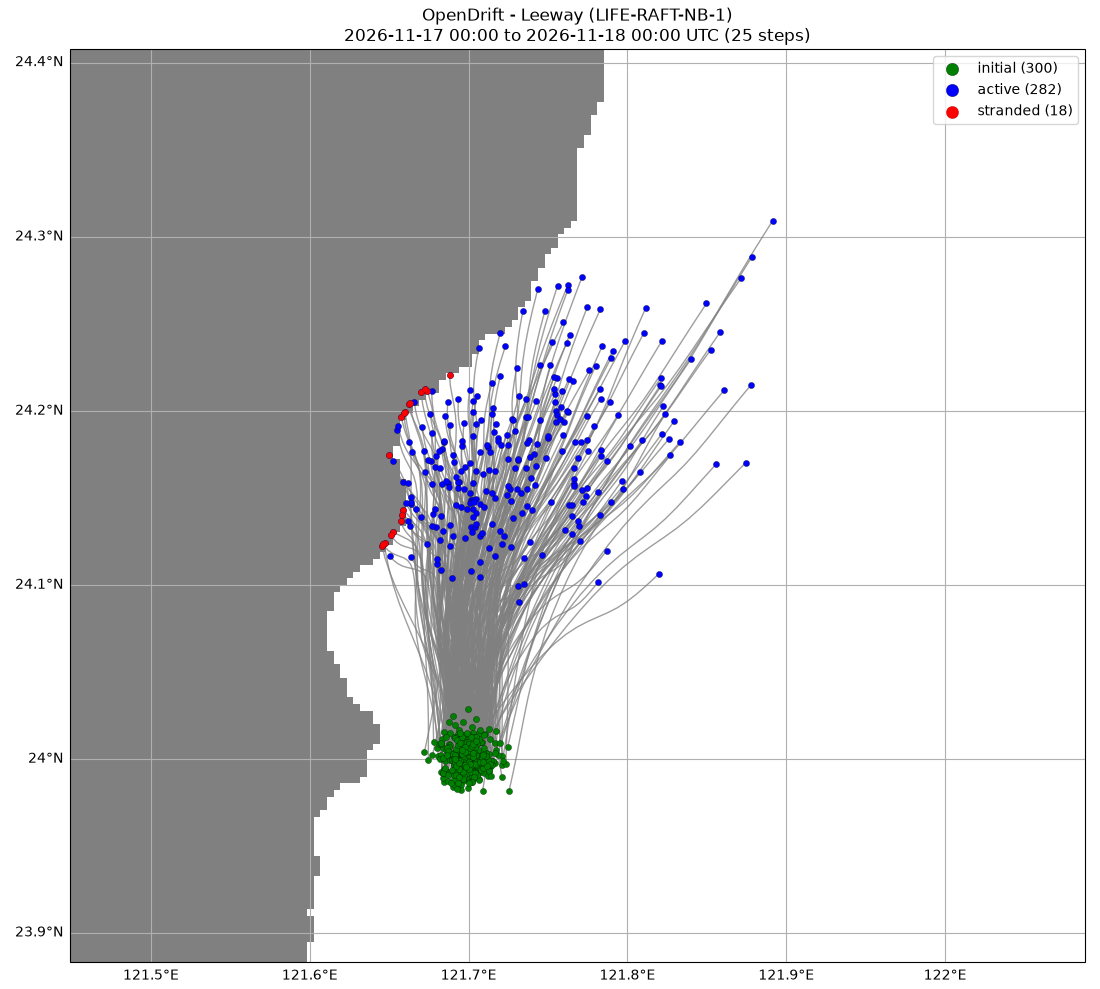 OpenDrift - Leeway (LIFE-RAFT-NB-1)
2026-11-17 00:00 to 2026-11-18 00:00 UTC (25 steps)
initial (300)
active (282)
stranded (18)
24.4°N
24.3°N
24.2°N
24.1°N
24°N
23.9°N
121.5°E 121.6°E 121.7°E 121.8°E 121.9°E 122°E